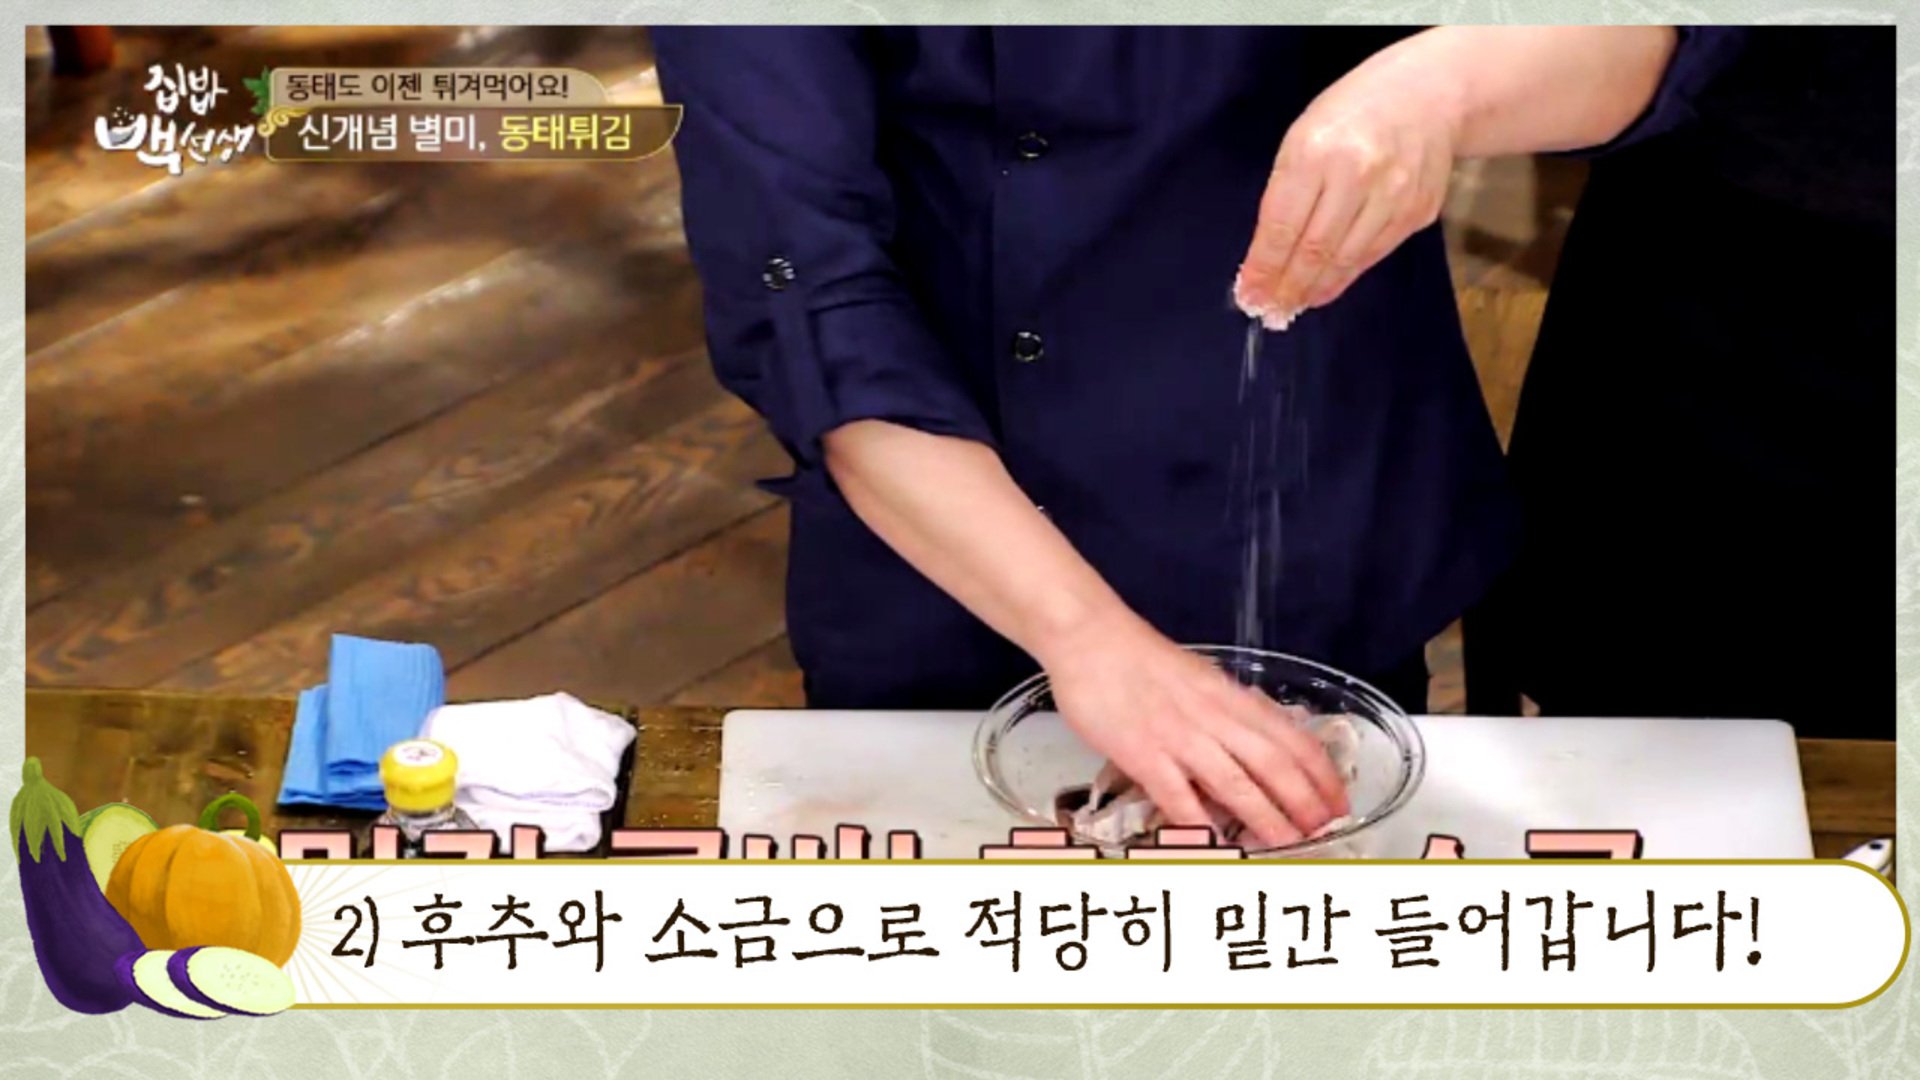 집밥
백선생
동태도 이젠 튀겨먹어요!
신개념 별미, 동태튀김
2) 후추와 소금으로 적당히 밑간 들어갑니다!